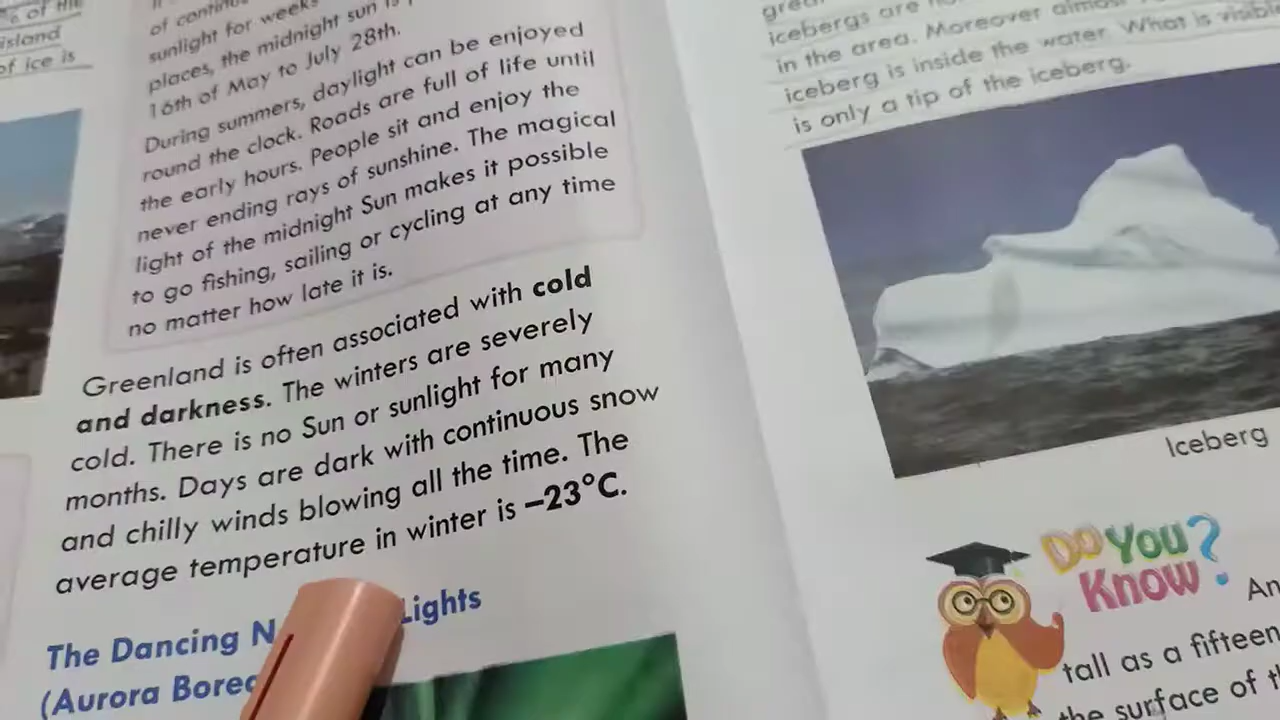 of the
island
of ice is
of
sunlight for weeks
places, the midnight sun is
16th of May to July 28th.
During summers, daylight can be enjoyed
round the clock. Roads are full of life until
the early hours. People sit and enjoy the
never ending rays of sunshine. The magical
light of the midnight Sun makes it possible
to go fishing, sailing or cycling at any time
no matter how late it is.
Greenland is often associated with cold
and darkness. The winters are severely
cold. There is no Sun or sunlight for many
months. Days are dark with continuous snow
and chilly winds blowing all the time. The
average temperature in winter is –23°C.
The Dancing N Lights
(Aurora Bore
icebergs are
in the area. Moreover almost
iceberg is inside the water. What is visible
is only a tip of the iceberg.
Iceberg
Do You Know?
An
tall as a fifteen
the surface of